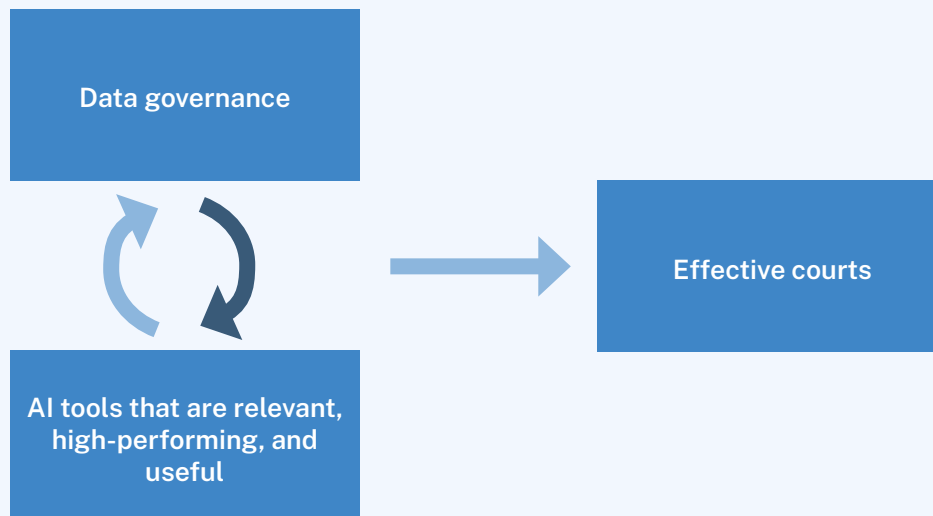 Data governance
Effective courts
AI tools that are relevant,
high-performing, and
useful